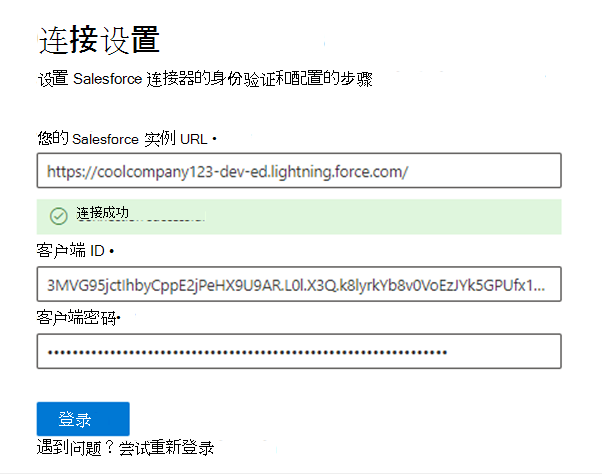 连接设置
设置 Salesforce 连接器的身份验证和配置的步骤
您的 Salesforce 实例 URL •
https://coolcompany123-dev-ed.lightning.force.com/
连接成功
客户端 ID •
3MVG95jctIhbyCppE2jPeHX9U9AR.L0l.X3Q.k8lyrkYb8v0VoEzJYk5GPUfx1...
客户端密码•
••••••••••••••••••••••••••••••••••••••••••••••••••••••••••••••••
登录
遇到问题？尝试重新登录